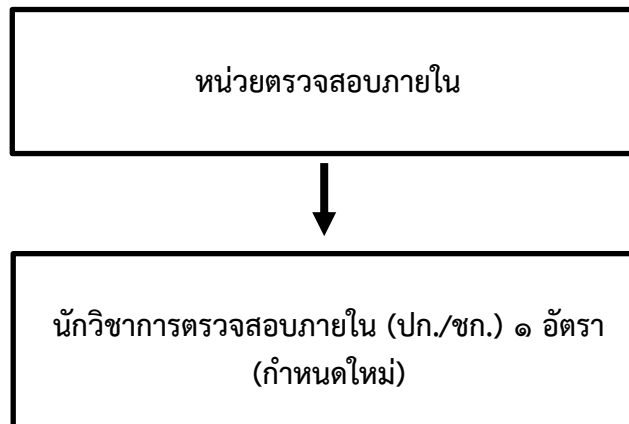 หน่วยตรวจสอบภายใน
นักวิชาการตรวจสอบภายใน (ปก./ชก.) ๑ อัตรา
(กำหนดใหม่)